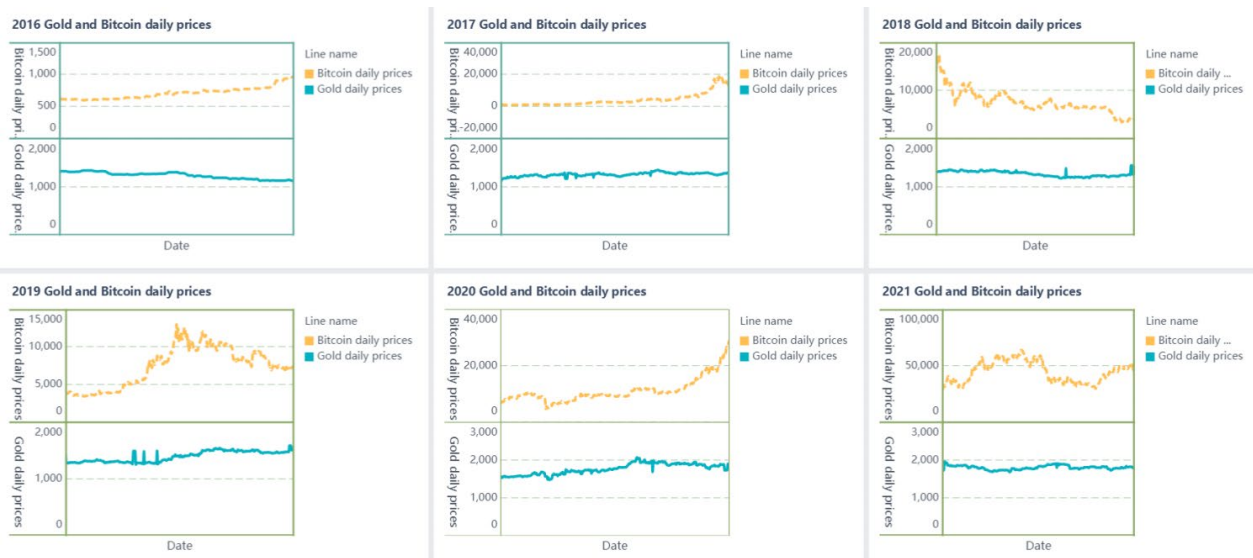 2016 Gold and Bitcoin daily prices
Bitcoin daily pri..
1,500
1,000
500
0
Gold daily price.
2,000
1,000
0
Date
Line name
Bitcoin daily prices
Gold daily prices
2017 Gold and Bitcoin daily prices
Bitcoin daily pri..
40,000
20,000
0
-20,000
Gold daily price.
2,000
1,000
0
Date
Line name
Bitcoin daily prices
Gold daily prices
2018 Gold and Bitcoin daily prices
Bitcoin daily pri..
20,000
10,000
0
Gold daily price.
2,000
1,000
0
Date
Line name
Bitcoin daily ...
Gold daily prices
2019 Gold and Bitcoin daily prices
Bitcoin daily prices
15,000
10,000
5,000
0
Gold daily prices
2,000
1,000
0
Date
Line name
Bitcoin daily prices
Gold daily prices
2020 Gold and Bitcoin daily prices
Bitcoin daily prices
40,000
20,000
0
Gold daily prices
3,000
2,000
1,000
0
Date
Line name
Bitcoin daily prices
Gold daily prices
2021 Gold and Bitcoin daily prices
Bitcoin daily prices
100,000
50,000
0
Gold daily prices
3,000
2,000
1,000
0
Date
Line name
Bitcoin daily ...
Gold daily prices